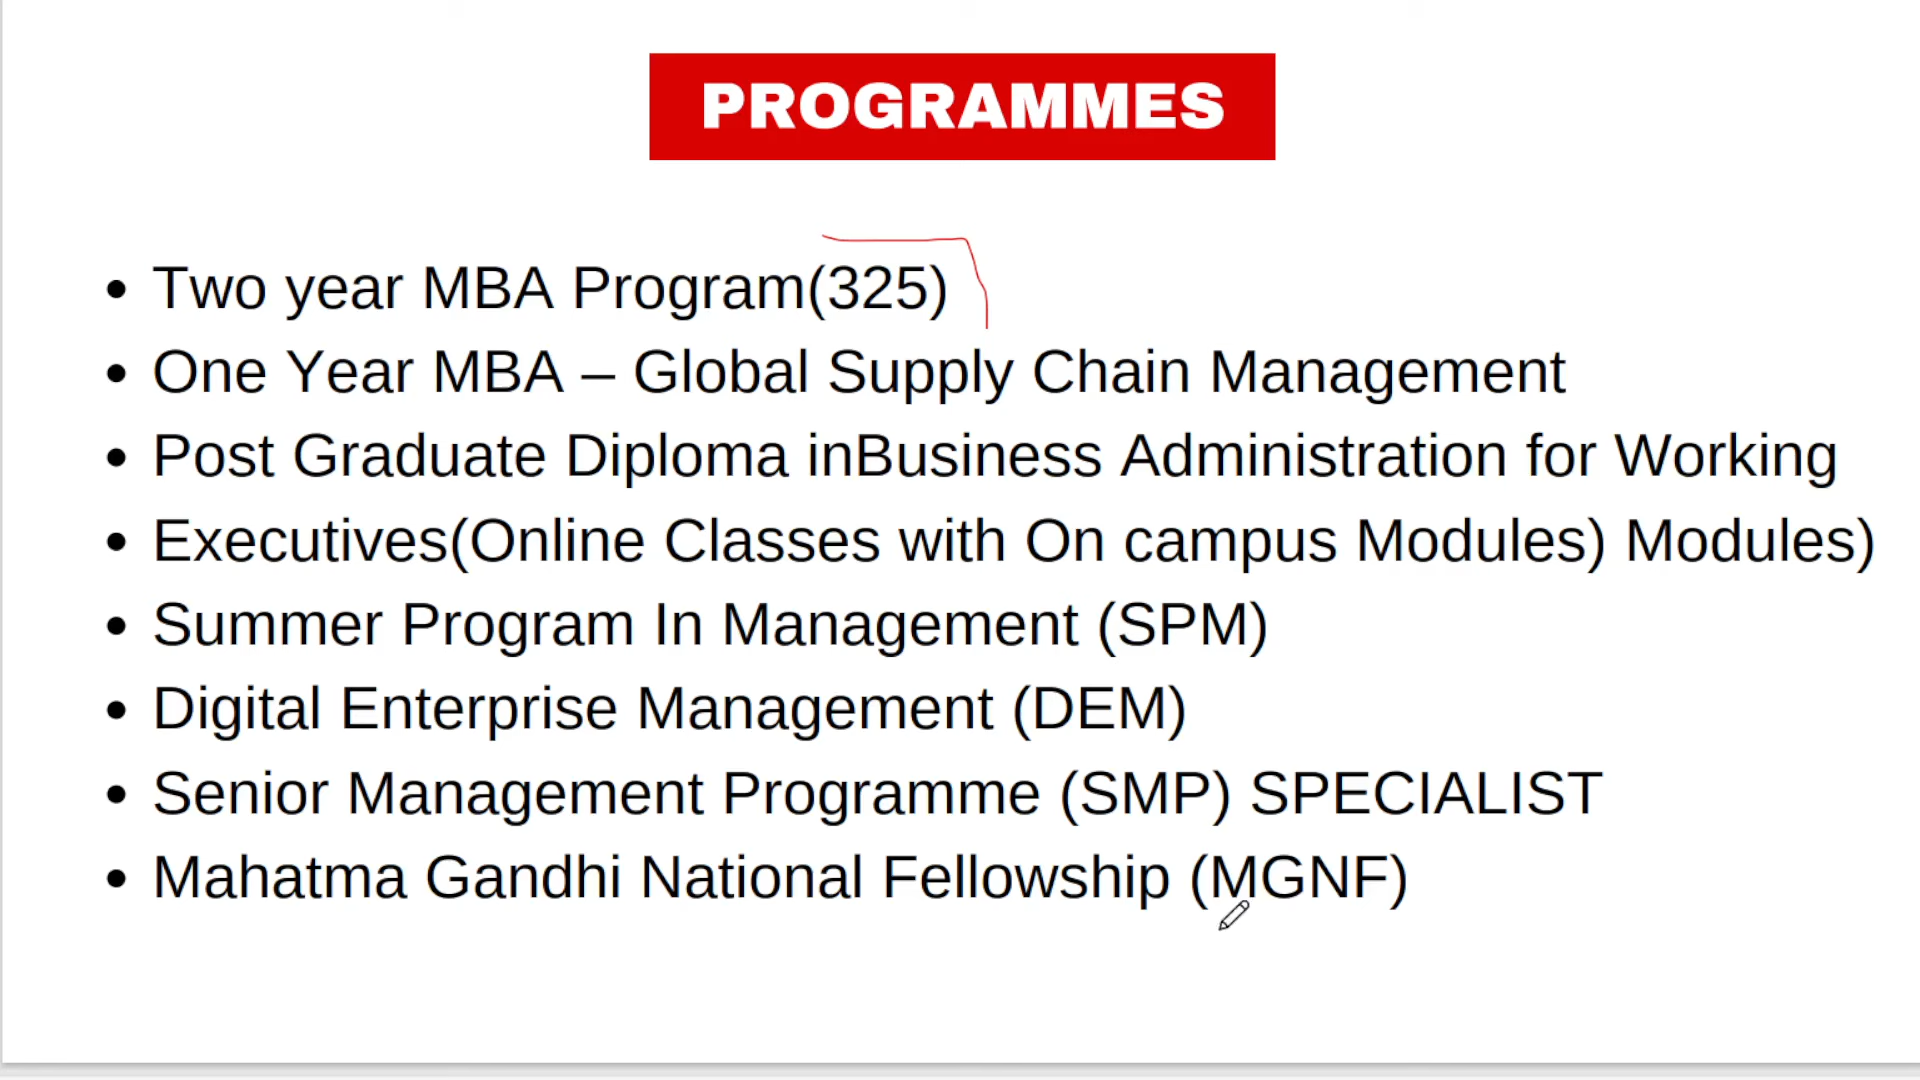 PROGRAMMES
• Two year MBA Program(325)
• One Year MBA – Global Supply Chain Management
• Post Graduate Diploma inBusiness Administration for Working
• Executives(Online Classes with On campus Modules) Modules)
• Summer Program In Management (SPM)
• Digital Enterprise Management (DEM)
• Senior Management Programme (SMP) SPECIALIST
• Mahatma Gandhi National Fellowship (MGNF)